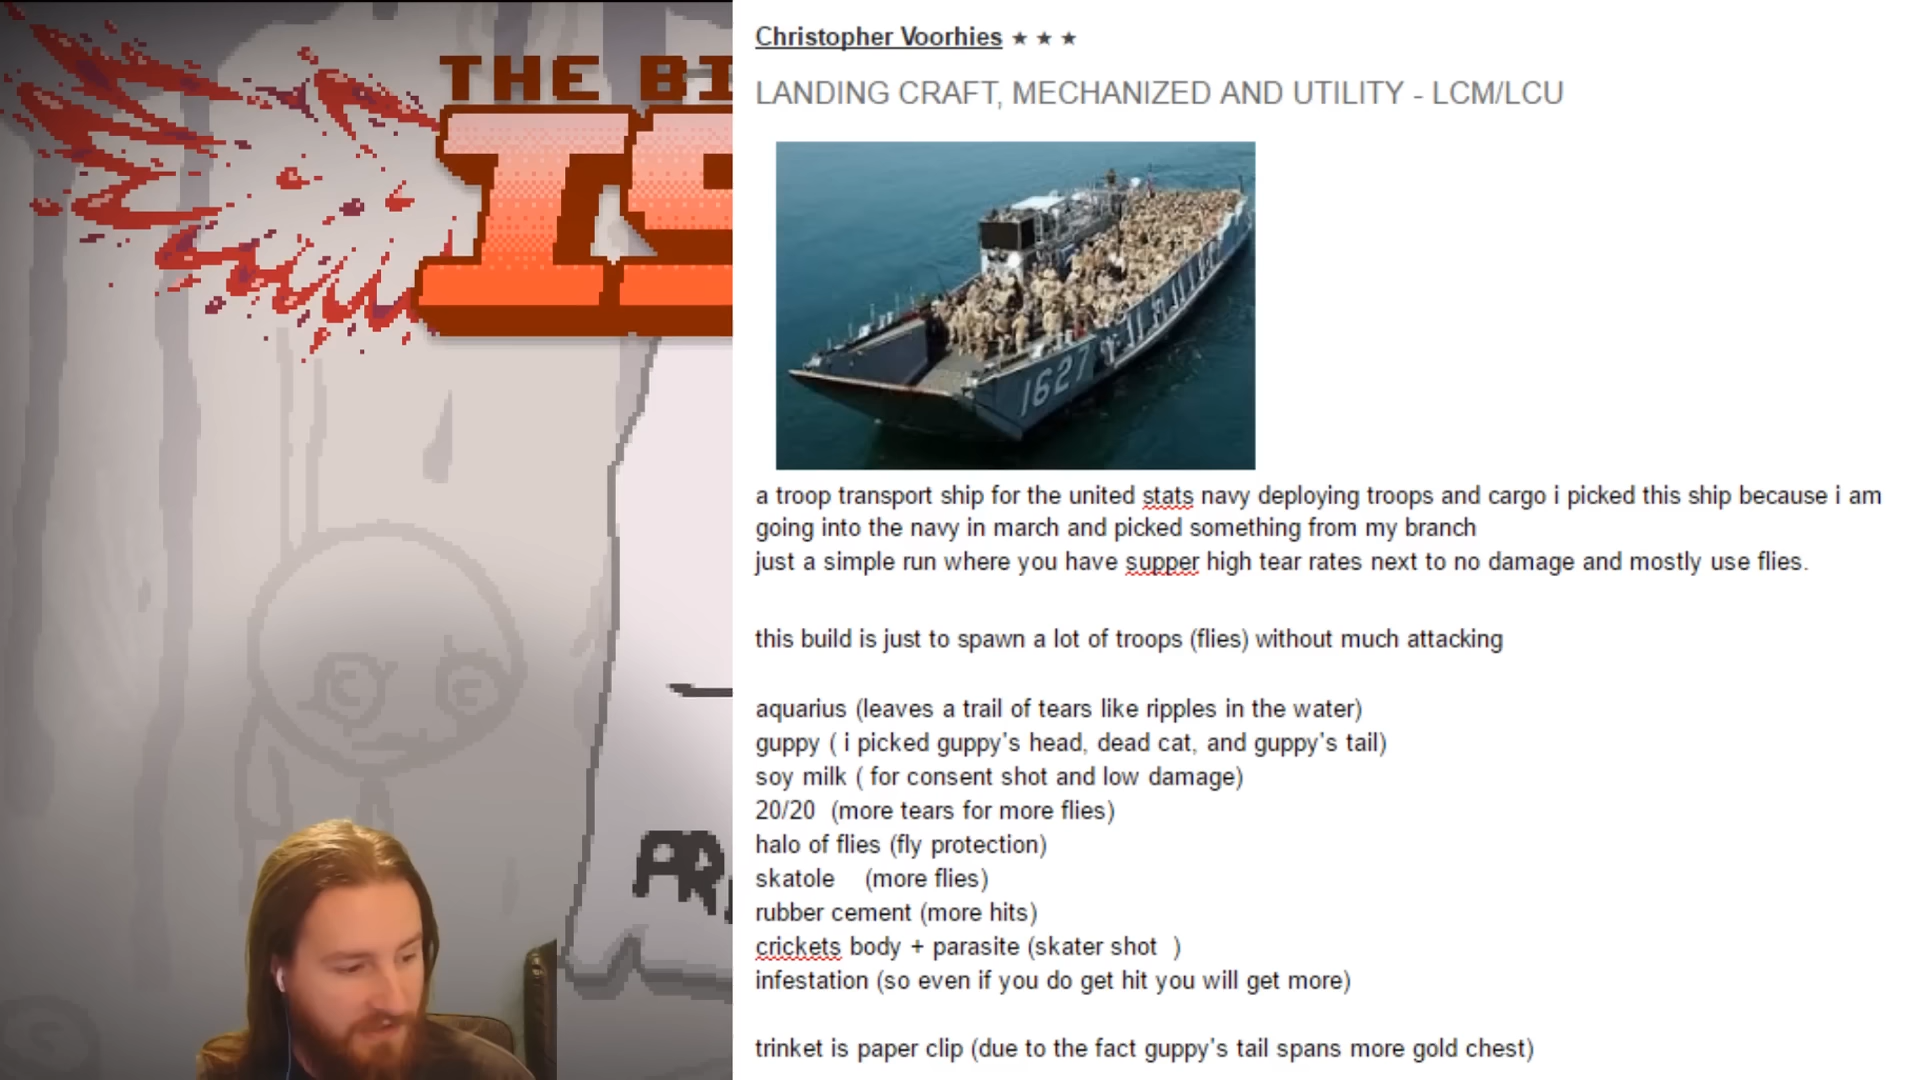 THE BI
IS
AR
Christopher Voorhies ★ ★ ★
LANDING CRAFT, MECHANIZED AND UTILITY - LCM/LCU
1627
a troop transport ship for the united stats navy deploying troops and cargo i picked this ship because i am
going into the navy in march and picked something from my branch
just a simple run where you have supper high tear rates next to no damage and mostly use flies.
this build is just to spawn a lot of troops (flies) without much attacking
aquarius (leaves a trail of tears like ripples in the water)
guppy ( i picked guppy's head, dead cat, and guppy's tail)
soy milk ( for consent shot and low damage)
20/20 (more tears for more flies)
halo of flies (fly protection)
skatole (more flies)
rubber cement (more hits)
crickets body + parasite (skater shot )
infestation (so even if you do get hit you will get more)
trinket is paper clip (due to the fact guppy's tail spans more gold chest)